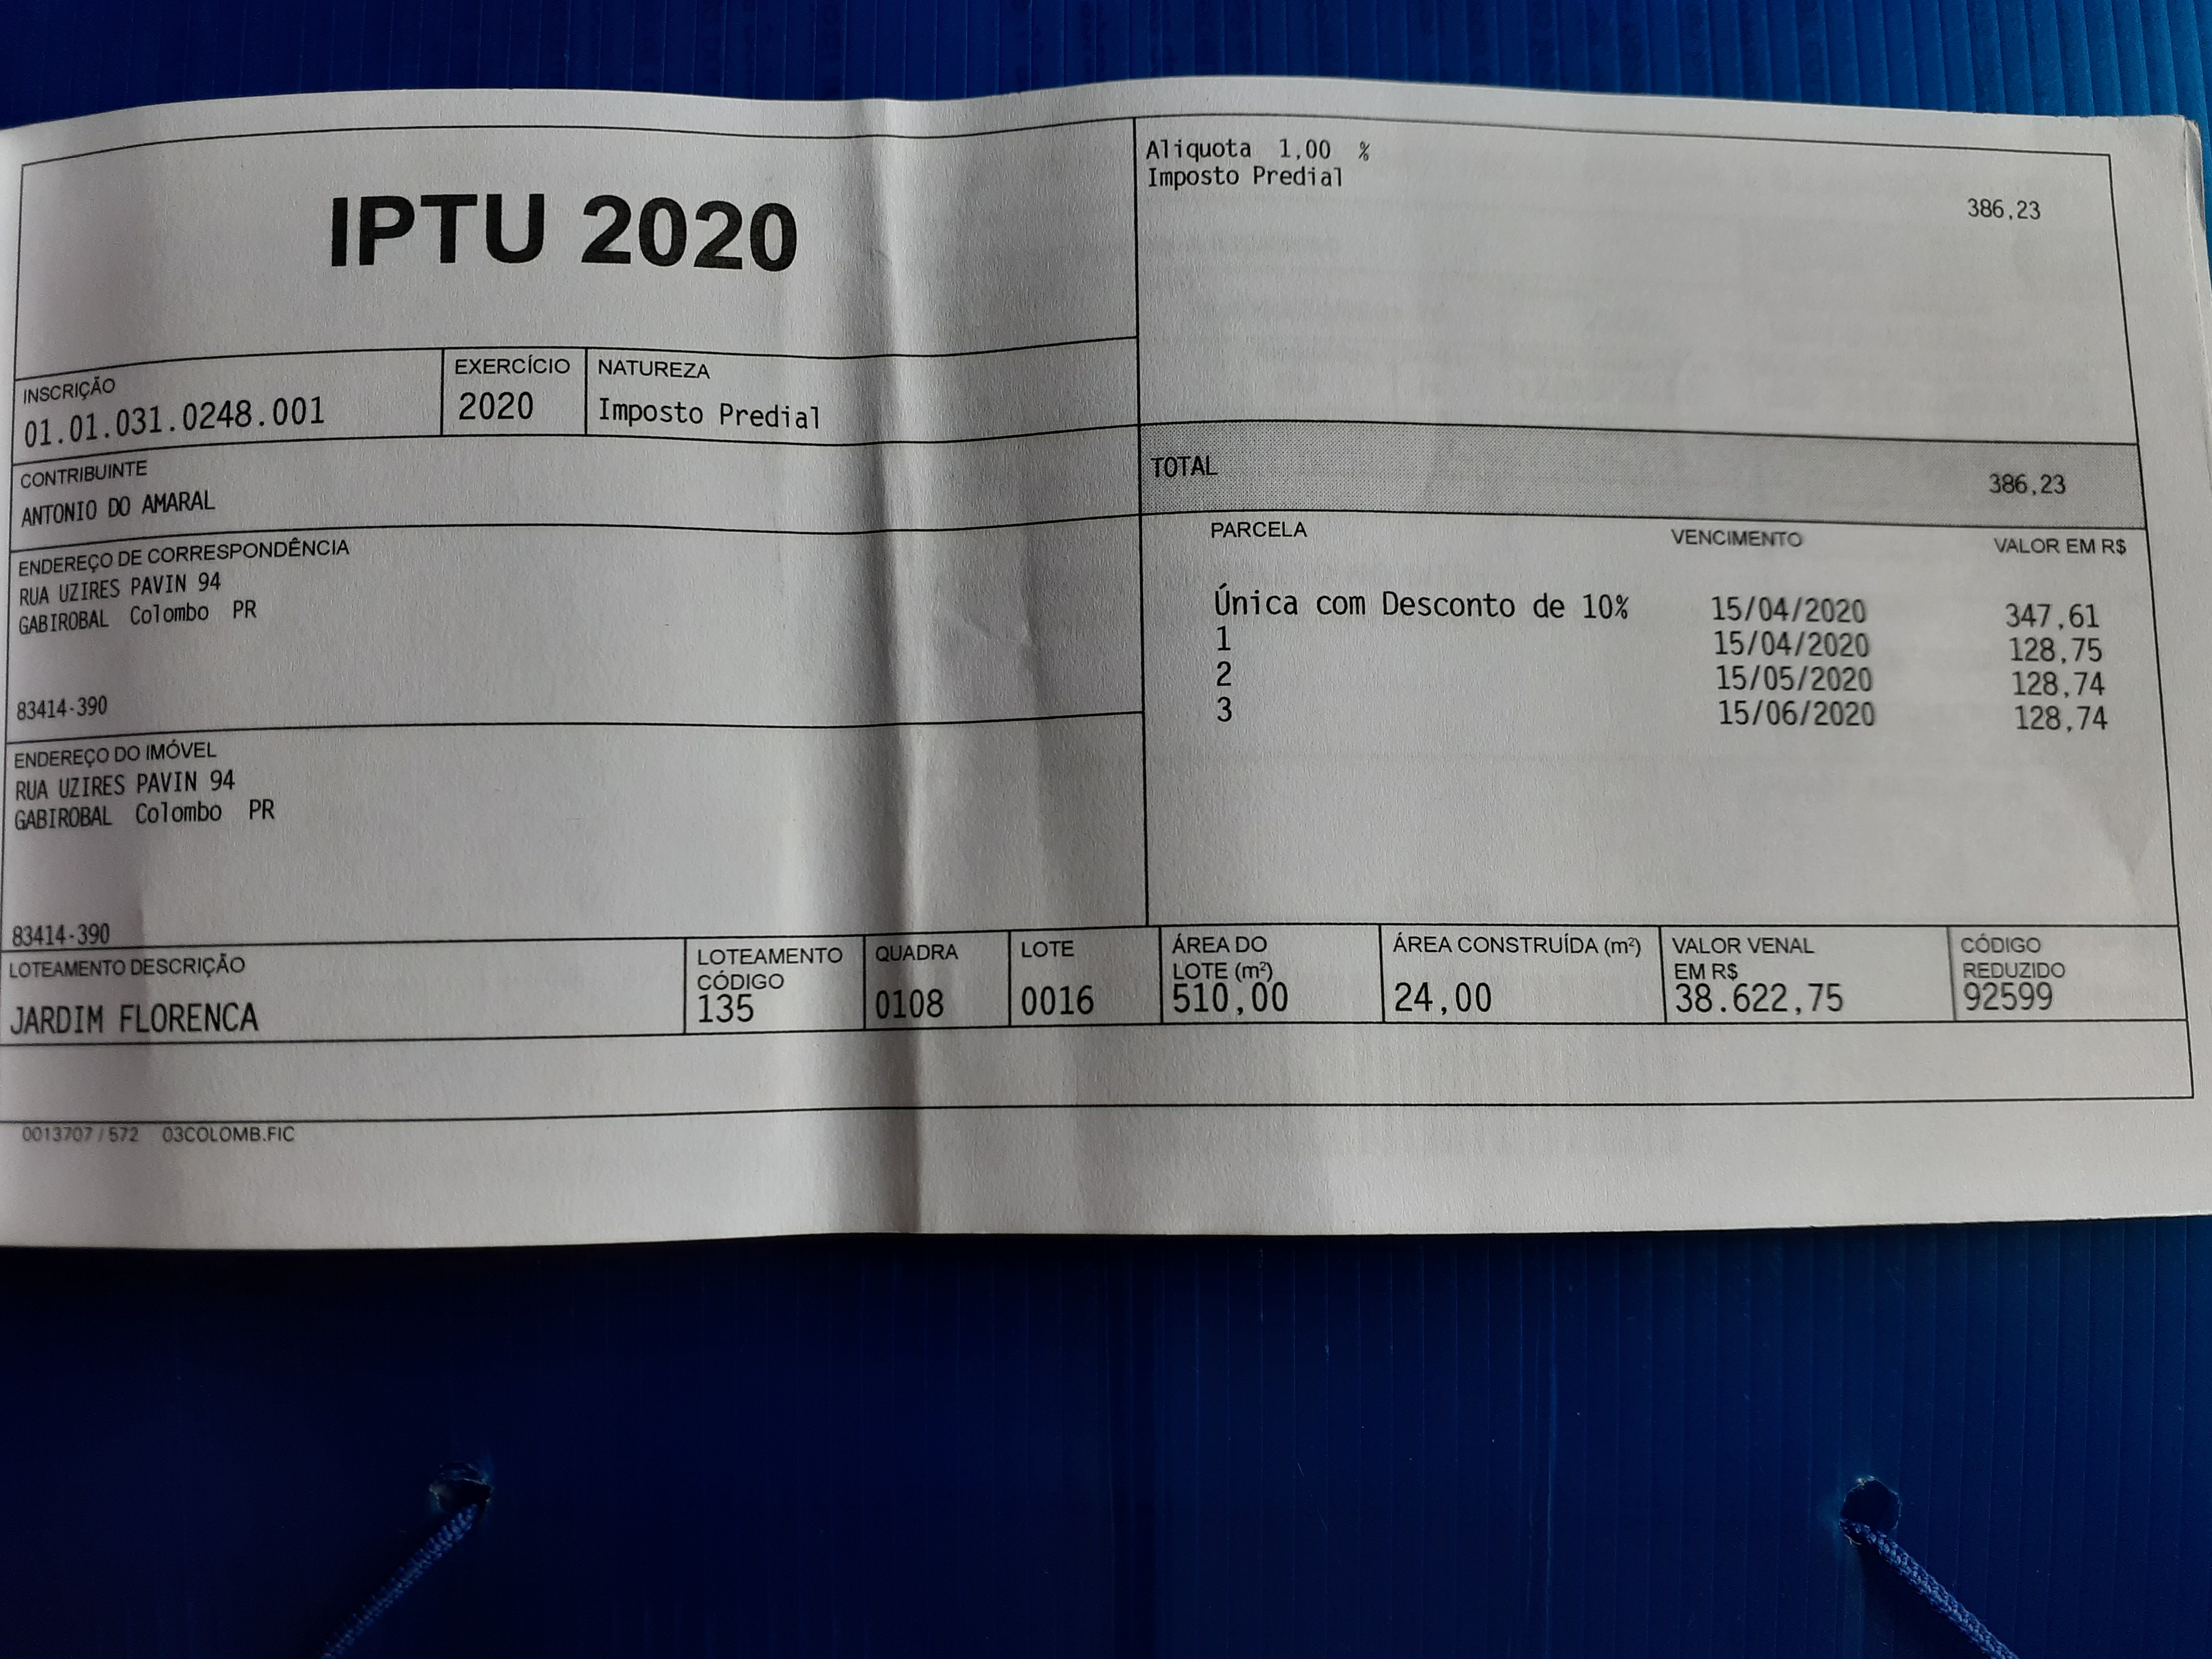 IPTU 2020
INSCRIÇÃO
01.01.031.0248.001
EXERCÍCIO
2020
NATUREZA
Imposto Predial
CONTRIBUINTE
ANTONIO DO AMARAL
ENDEREÇO DE CORRESPONDÊNCIA
RUA UZIRES PAVIN 94
GABIROBAL Colombo PR
83414-390
ENDEREÇO DO IMÓVEL
RUA UZIRES PAVIN 94
GABIROBAL Colombo PR
83414-390
Aliquota 1,00 %
Imposto Predial
386,23
TOTAL 386,23
PARCELA VENCIMENTO VALOR EM R$
Única com Desconto de 10% 15/04/2020 347,61
1 15/04/2020 128,75
2 15/05/2020 128,74
3 15/06/2020 128,74
LOTEAMENTO DESCRIÇÃO
JARDIM FLORENCA
LOTEAMENTO
CÓDIGO
135
QUADRA
0108
LOTE
0016
ÁREA DO
LOTE (m²)
510,00
ÁREA CONSTRUÍDA (m²)
24,00
VALOR VENAL
EM R$
38.622,75
CÓDIGO
REDUZIDO
92599
0013707 / 572 03COLOMB.FIC